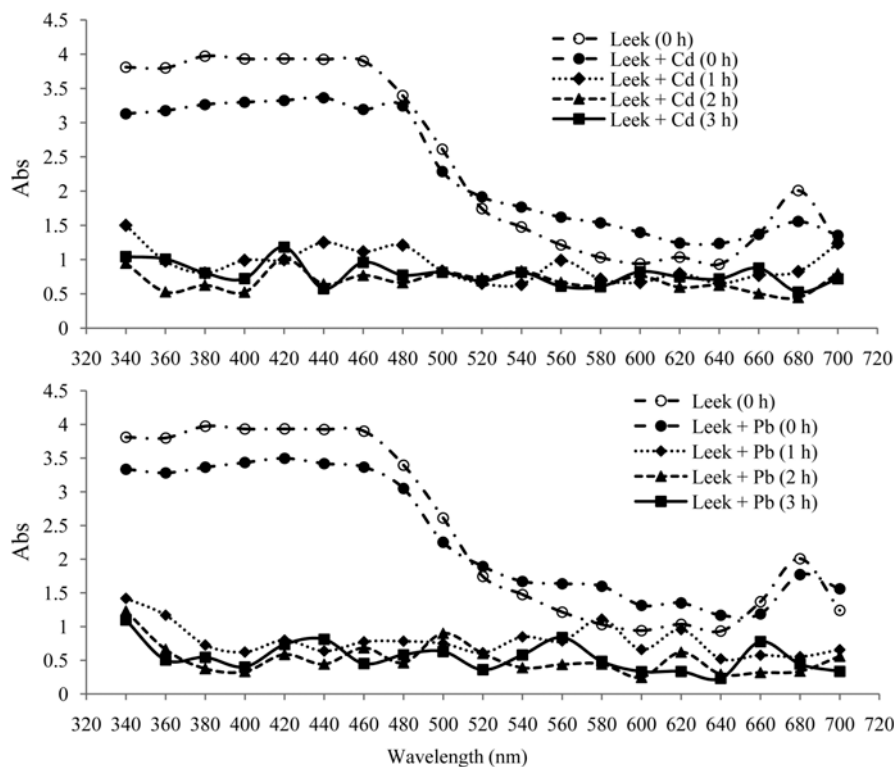 4.5
4
3.5
3
2.5
2
1.5
1
0.5
0
Abs
Leek (0 h)
Leek + Cd (0 h)
Leek + Cd (1 h)
Leek + Cd (2 h)
Leek + Cd (3 h)
320 340 360 380 400 420 440 460 480 500 520 540 560 580 600 620 640 660 680 700 720
4.5
4
3.5
3
2.5
2
1.5
1
0.5
0
Abs
Leek (0 h)
Leek + Pb (0 h)
Leek + Pb (1 h)
Leek + Pb (2 h)
Leek + Pb (3 h)
320 340 360 380 400 420 440 460 480 500 520 540 560 580 600 620 640 660 680 700 720
Wavelength (nm)